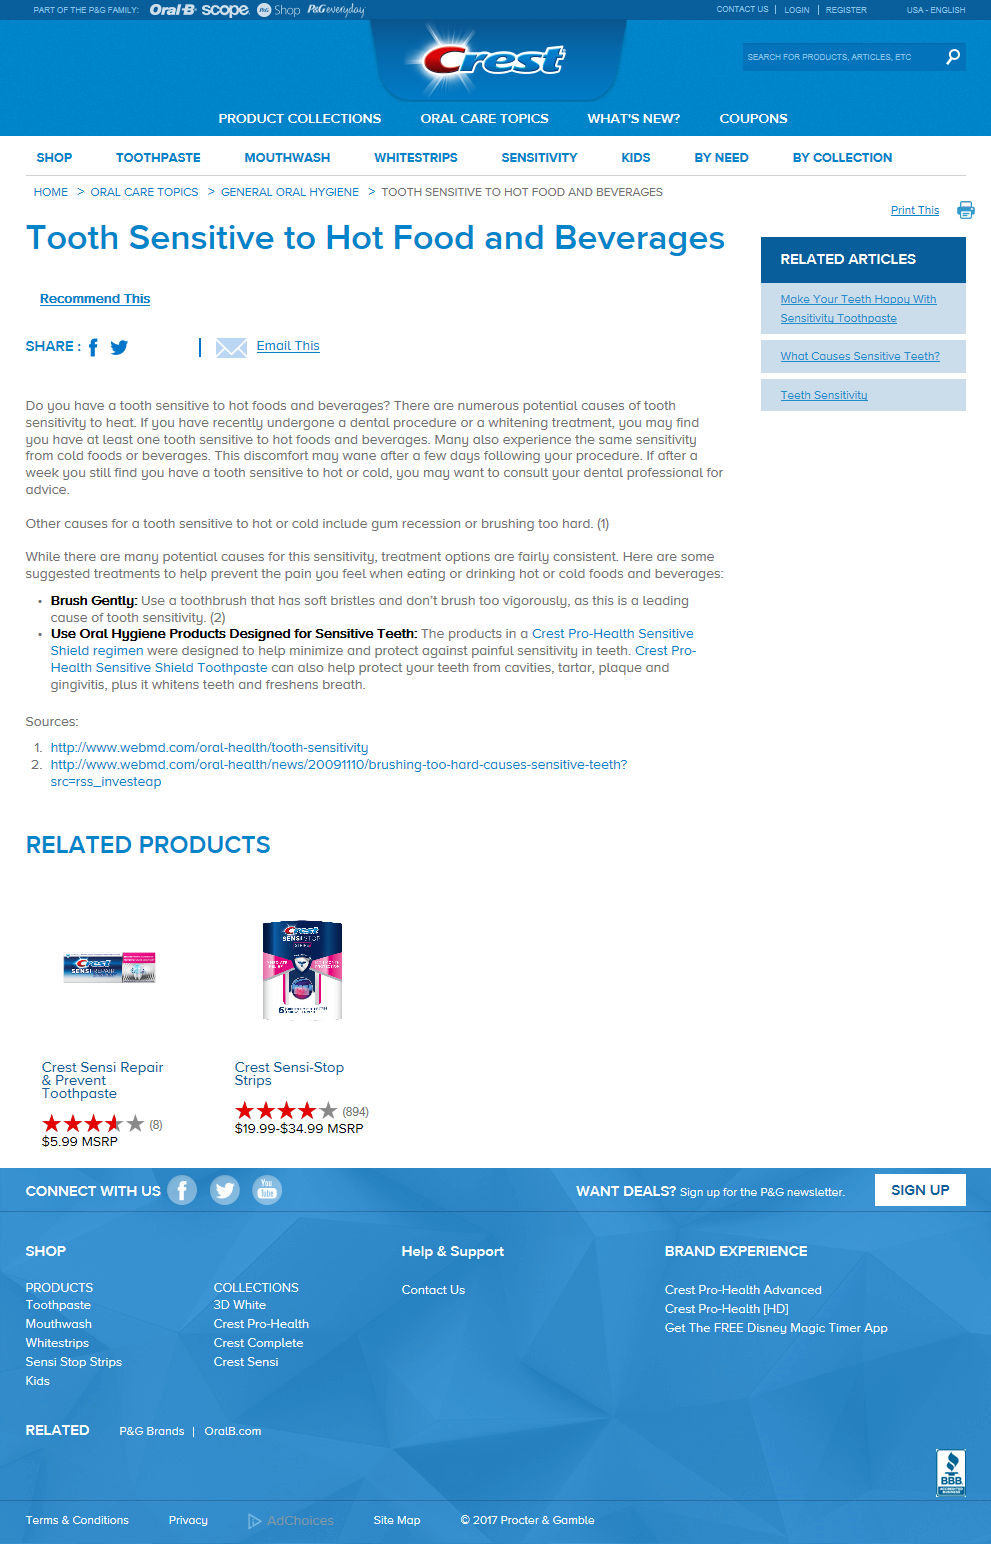 PART OF THE P&G FAMILY: Oral-B scope P&G Shop P&G everyday
CONTACT US | LOGIN | REGISTER USA - ENGLISH
Crest
SEARCH FOR PRODUCTS, ARTICLES, ETC
PRODUCT COLLECTIONS ORAL CARE TOPICS WHAT'S NEW? COUPONS
SHOP TOOTHPASTE MOUTHWASH WHITESTRIPS SENSITIVITY KIDS BY NEED BY COLLECTION
HOME > ORAL CARE TOPICS > GENERAL ORAL HYGIENE > TOOTH SENSITIVE TO HOT FOOD AND BEVERAGES
Print This
Tooth Sensitive to Hot Food and Beverages
Recommend This
SHARE :
Email This
RELATED ARTICLES
Make Your Teeth Happy With
Sensitivity Toothpaste
What Causes Sensitive Teeth?
Teeth Sensitivity
Do you have a tooth sensitive to hot foods and beverages? There are numerous potential causes of tooth
sensitivity to heat. If you have recently undergone a dental procedure or a whitening treatment, you may find
you have at least one tooth sensitive to hot foods and beverages. Many also experience the same sensitivity
from cold foods or beverages. This discomfort may wane after a few days following your procedure. If after a
week you still find you have a tooth sensitive to hot or cold, you may want to consult your dental professional for
advice.
Other causes for a tooth sensitive to hot or cold include gum recession or brushing too hard. (1)
While there are many potential causes for this sensitivity, treatment options are fairly consistent. Here are some
suggested treatments to help prevent the pain you feel when eating or drinking hot or cold foods and beverages:
• Brush Gently: Use a toothbrush that has soft bristles and don't brush too vigorously, as this is a leading
cause of tooth sensitivity. (2)
• Use Oral Hygiene Products Designed for Sensitive Teeth: The products in a Crest Pro-Health Sensitive
Shield regimen were designed to help minimize and protect against painful sensitivity in teeth. Crest Pro-
Health Sensitive Shield Toothpaste can also help protect your teeth from cavities, tartar, plaque and
gingivitis, plus it whitens teeth and freshens breath.
Sources:
1. http://www.webmd.com/oral-health/tooth-sensitivity
2. http://www.webmd.com/oral-health/news/20091110/brushing-too-hard-causes-sensitive-teeth?
src=rss_investeap
RELATED PRODUCTS
Crest
SENSI REPAIR
Crest
SENSI STOP
STRIPS
Crest Sensi Repair
& Prevent
Toothpaste
(8)
$5.99 MSRP
Crest Sensi-Stop
Strips
(894)
$19.99-$34.99 MSRP
CONNECT WITH US You Tube
WANT DEALS? Sign up for the P&G newsletter. SIGN UP
SHOP
PRODUCTS
Toothpaste
Mouthwash
Whitestrips
Sensi Stop Strips
Kids
COLLECTIONS
3D White
Crest Pro-Health
Crest Complete
Crest Sensi
Help & Support
Contact Us
BRAND EXPERIENCE
Crest Pro-Health Advanced
Crest Pro-Health [HD]
Get The FREE Disney Magic Timer App
RELATED P&G Brands | OralB.com
BBB
ACCREDITED
BUSINESS
Terms & Conditions Privacy AdChoices Site Map © 2017 Procter & Gamble